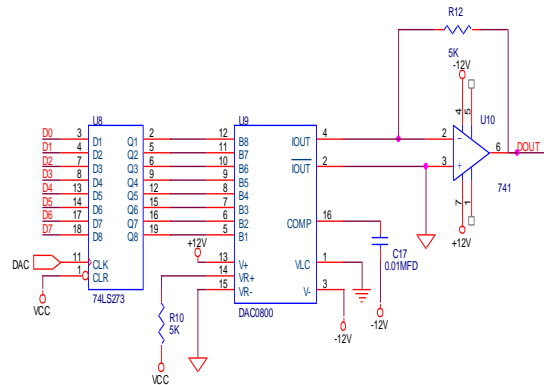 R12
5K
-12V
U8
U9
U10
4
5
D0 3 D1 Q1 2 12 B8 IOUT 4 2 - 6 DOUT
D1 4 D2 Q2 5 11 B7
D2 7 D3 Q3 6 10 B6 IOUT 2 3 +
D3 8 D4 Q4 9 9 B5
D4 13 D5 Q5 12 8 B4
D5 14 D6 Q6 15 7 B3
D6 17 D7 Q7 16 6 B2
D7 18 D8 Q8 19 5 B1
741
7
1
+12V
COMP 16
C17
0.01MFD
DAC 11 CLK
1 CLR
+12V
13 V+
14 VR+
15 VR-
VLC 1
V- 3
VCC
74LS273
R10
5K
DAC0800
-12V
-12V
VCC